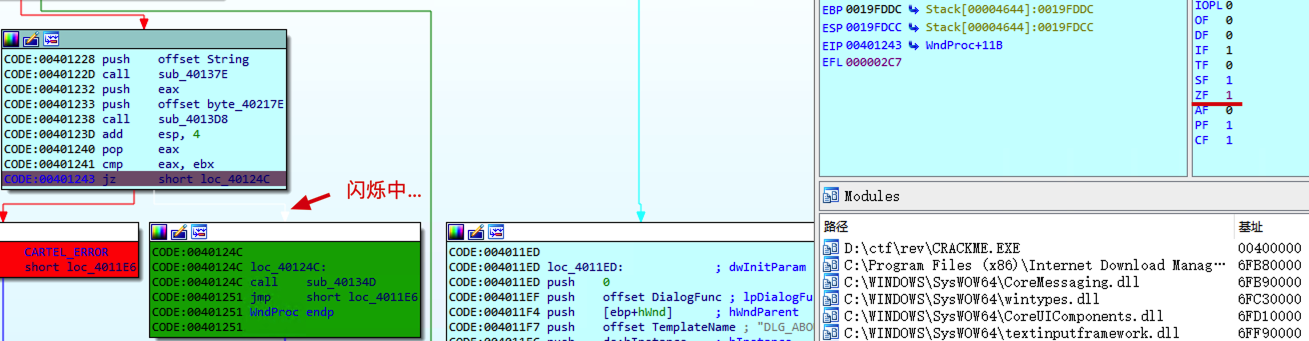 CODE:00401228 push    offset String
CODE:0040122D call    sub_40137E
CODE:00401232 push    eax
CODE:00401233 push    offset byte_40217E
CODE:00401238 call    sub_4013D8
CODE:0040123D add     esp, 4
CODE:00401240 pop     eax
CODE:00401241 cmp     eax, ebx
CODE:00401243 jz      short loc_40124C
闪烁中...
CARTEL_ERROR
short loc_4011E6
CODE:0040124C
CODE:0040124C loc_40124C:
CODE:0040124C call    sub_40134D
CODE:00401251 jmp     short loc_4011E6
CODE:00401251 WndProc endp
CODE:00401251
CODE:004011ED
CODE:004011ED loc_4011ED:             ; dwInitParam
CODE:004011ED push    0
CODE:004011EF push    offset DialogFunc ; lpDialogFu
CODE:004011F4 push    [ebp+hWnd]      ; hWndParent
CODE:004011F7 push    offset TemplateName ; "DLG_ABO
EBP 0019FDDC Stack[00004644]:0019FDDC
ESP 0019FDCC Stack[00004644]:0019FDCC
EIP 00401243 WndProc+11B
EFL 000002C7
IOPL 0
OF 0
DF 0
IF 1
TF 0
SF 1
ZF 1
AF 0
PF 1
CF 1
Modules
路径 基址
D:\ctf\rev\CRACKME.EXE 00400000
C:\Program Files (x86)\Internet Download Manag… 6FB80000
C:\WINDOWS\SysWOW64\CoreMessaging.dll 6FB90000
C:\WINDOWS\SysWOW64\wintypes.dll 6FC30000
C:\WINDOWS\SysWOW64\CoreUIComponents.dll 6FD10000
C:\WINDOWS\SysWOW64\textinputframework.dll 6FF90000